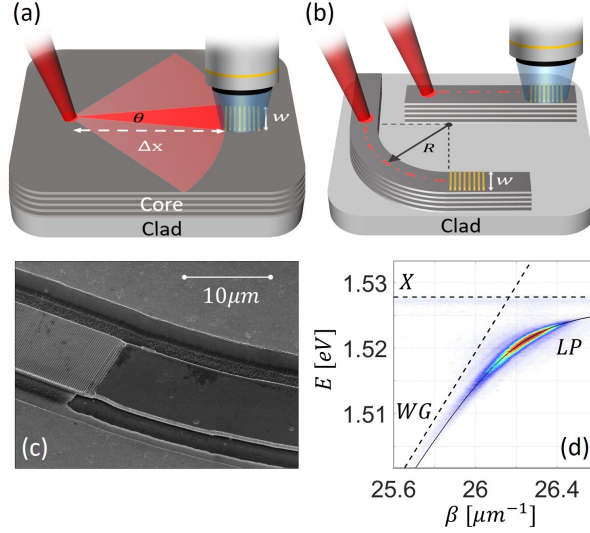 (a)
θ
w
Δx
Core
Clad
(b)
R
w
Clad
10μm
(c)
1.53
1.52
1.51
E [eV]
X
LP
WG
(d)
25.6
26
26.4
β [μm⁻¹]